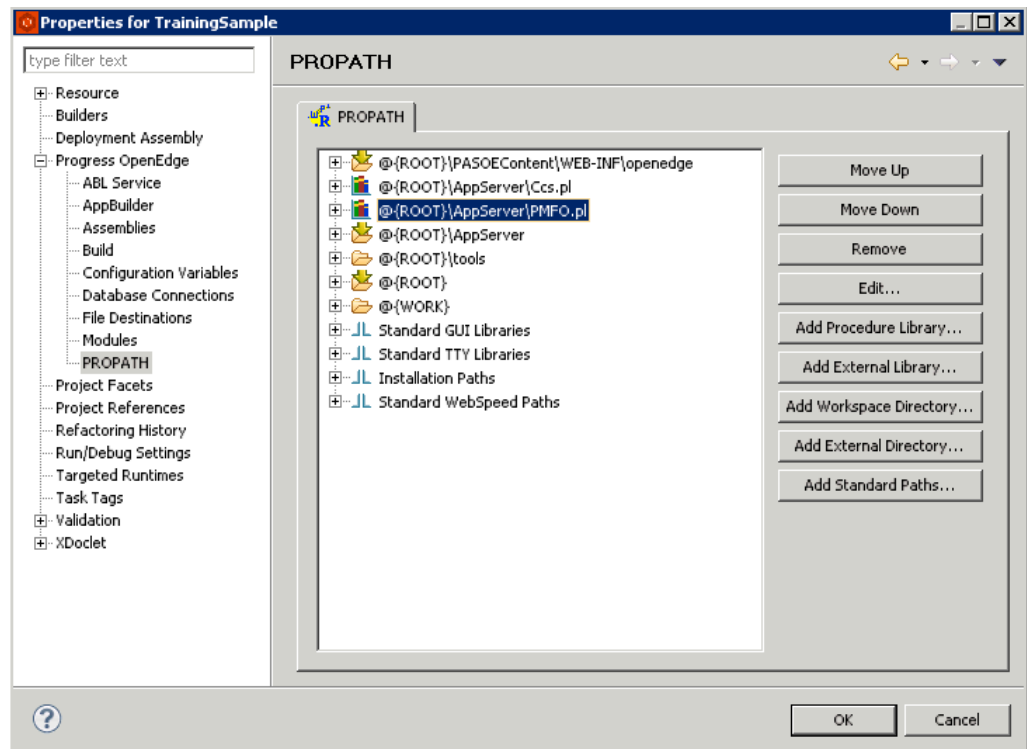 Properties for TrainingSample
type filter text
Resource
Builders
Deployment Assembly
Progress OpenEdge
ABL Service
AppBuilder
Assemblies
Build
Configuration Variables
Database Connections
File Destinations
Modules
PROPATH
Project Facets
Project References
Refactoring History
Run/Debug Settings
Targeted Runtimes
Task Tags
Validation
XDoclet
PROPATH
PROPATH
@{ROOT}\PASOEContent\WEB-INF\openedge
@{ROOT}\AppServer\Ccs.pl
@{ROOT}\AppServer\PMFO.pl
@{ROOT}\AppServer
@{ROOT}\tools
@{ROOT}
@{WORK}
Standard GUI Libraries
Standard TTY Libraries
Installation Paths
Standard WebSpeed Paths
Move Up
Move Down
Remove
Edit...
Add Procedure Library...
Add External Library...
Add Workspace Directory...
Add External Directory...
Add Standard Paths...
?
OK
Cancel